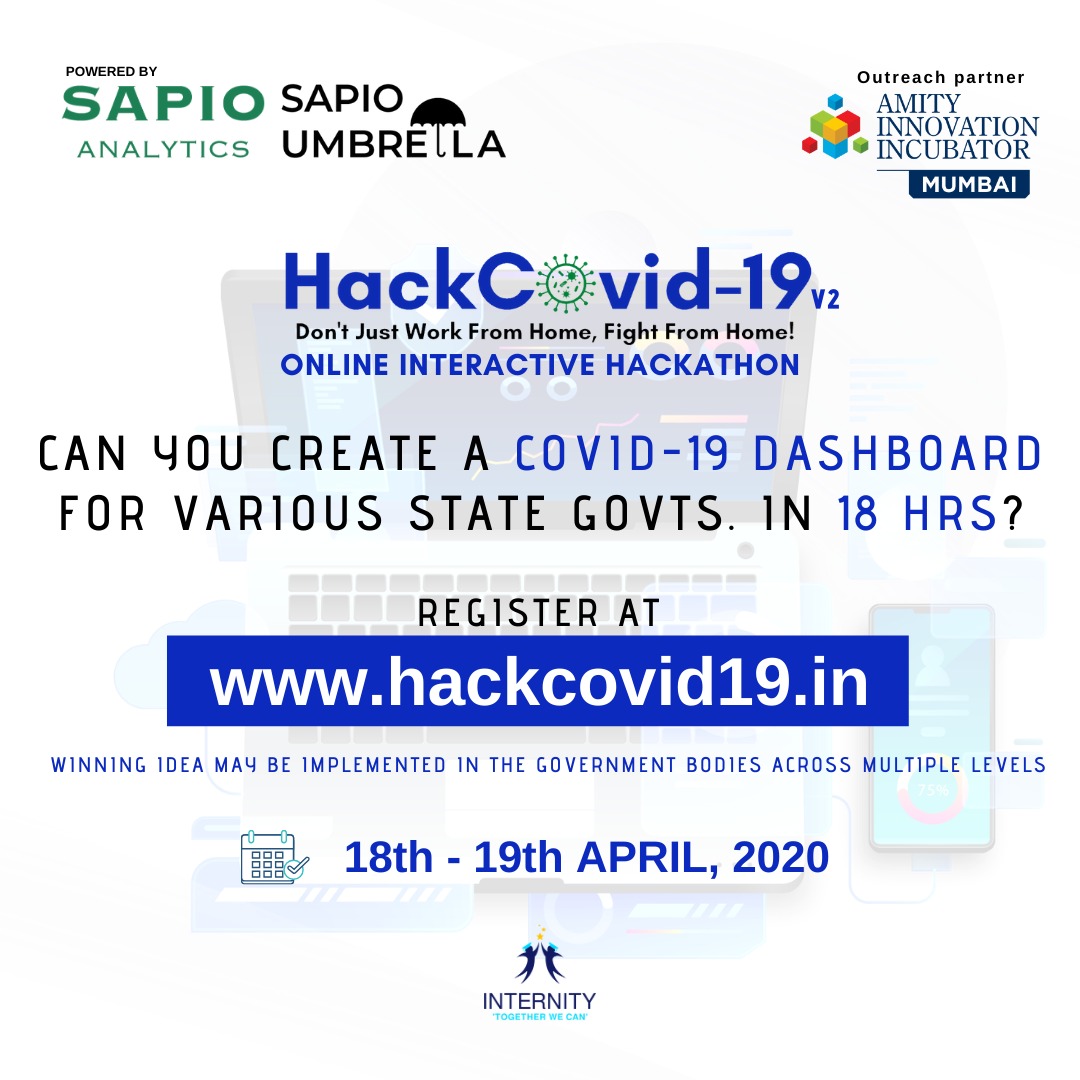 POWERED BY
SAPIO
ANALYTICS
SAPIO
UMBRELLA
Outreach partner
AMITY
INNOVATION
INCUBATOR
MUMBAI
HackCovid-19 V2
Don't Just Work From Home, Fight From Home!
ONLINE INTERACTIVE HACKATHON
CAN YOU CREATE A COVID-19 DASHBOARD
FOR VARIOUS STATE GOVTS. IN 18 HRS?
REGISTER AT
www.hackcovid19.in
WINNING IDEA MAY BE IMPLEMENTED IN THE GOVERNMENT BODIES ACROSS MULTIPLE LEVELS
75%
18th - 19th APRIL, 2020
INTERNITY
'TOGETHER WE CAN'